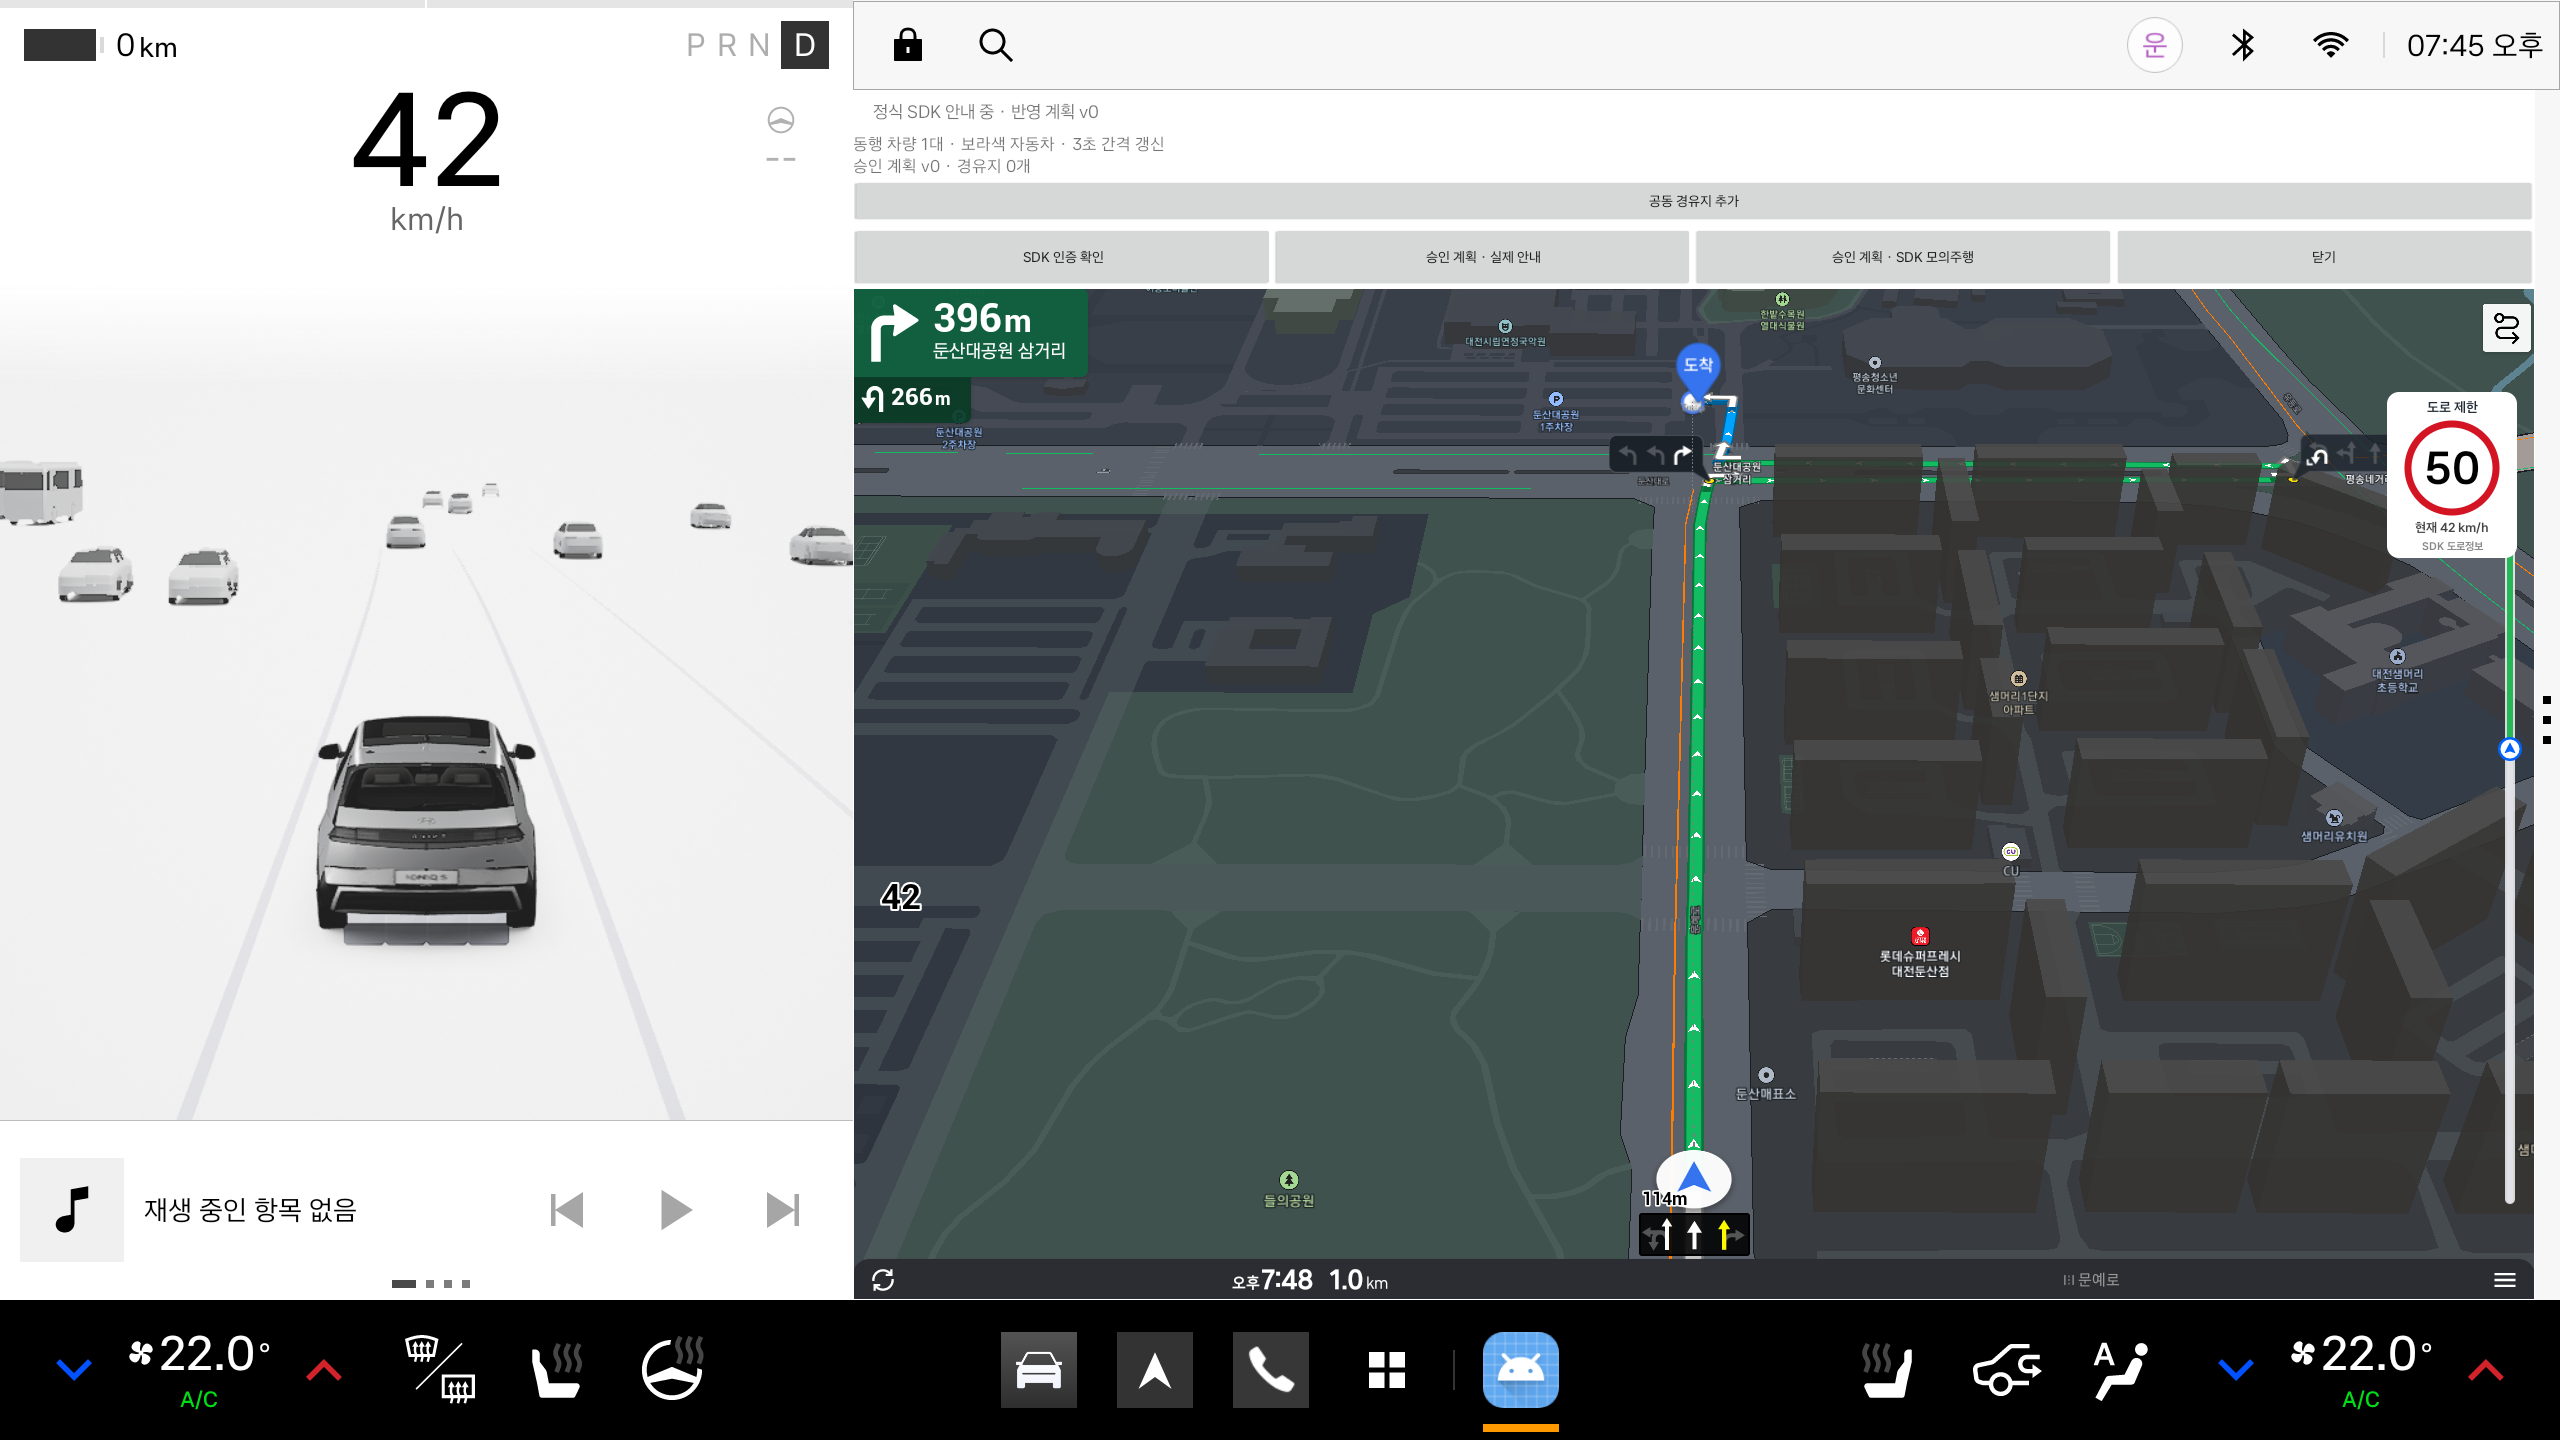 0 km
P R N D
42
km/h
운
07:45 오후
정식 SDK 안내 중 · 반영 계획 v0
동행 차량 1대 · 보라색 자동차 · 3초 간격 갱신
승인 계획 v0 · 경유지 0개
공동 경유지 추가
SDK 인증 확인
승인 계획 · 실제 안내
승인 계획 · SDK 모의주행
닫기
396m
둔산대공원 삼거리
266m
둔산대공원
2주차장
대전시립연정국악원
한밭수목원
열대식물원
도착
평송청소년
문화센터
P
둔산대공원
1주차장
둔산대공원
삼거리
둔산대로
도로 제한
50
현재 42 km/h
SDK 도로정보
대전샘머리
초등학교
샘머리1단지
아파트
샘머리유치원
CU
CU
42
롯데슈퍼프레시
대전둔산점
둔산매표소
들의공원
114m
오후 7:48 1.0 km
문예로
재생 중인 항목 없음
IONIQ 5
22.0°
A/C
A
22.0°
A/C